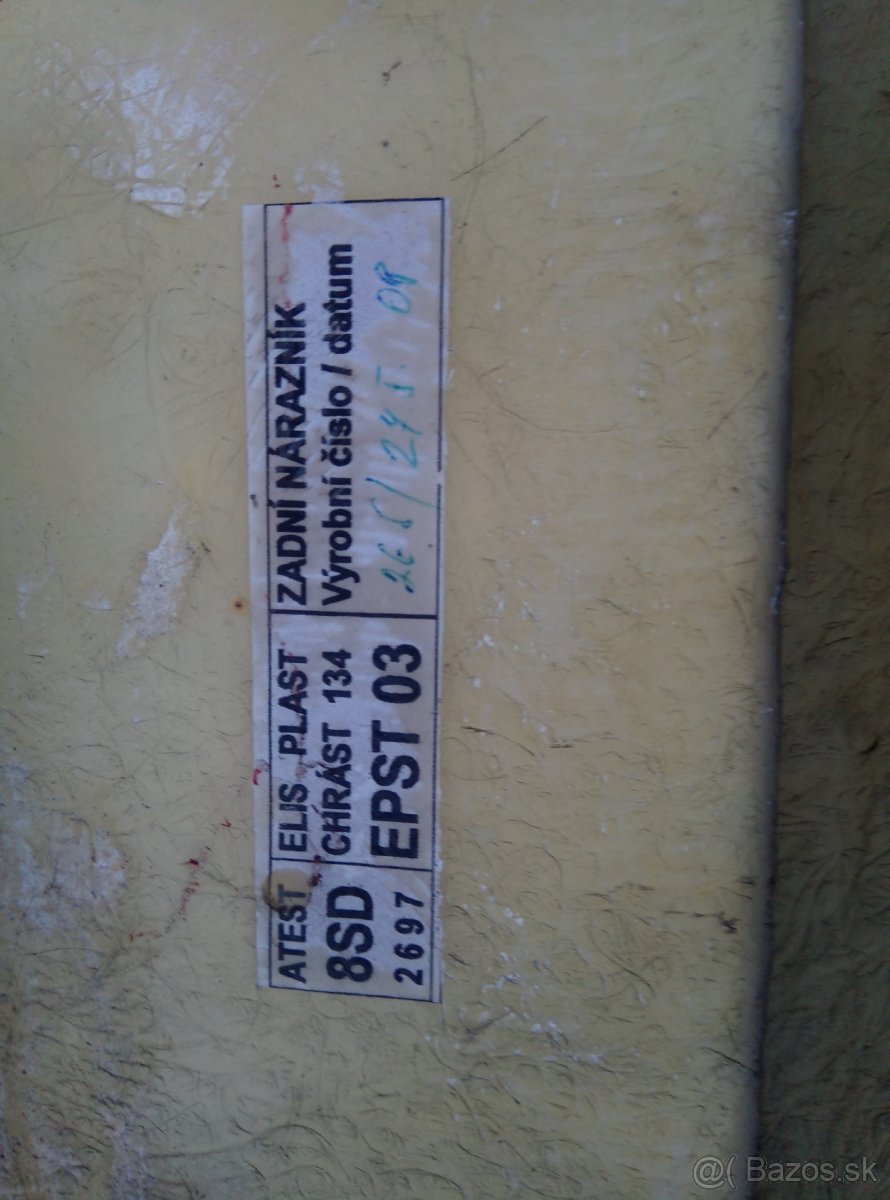 ATEST
8SD
2697
ELIS PLAST
CHRÁST 134
EPST 03
ZADNÍ NÁRAZNÍK
Výrobní číslo / datum
@( Bazos.sk